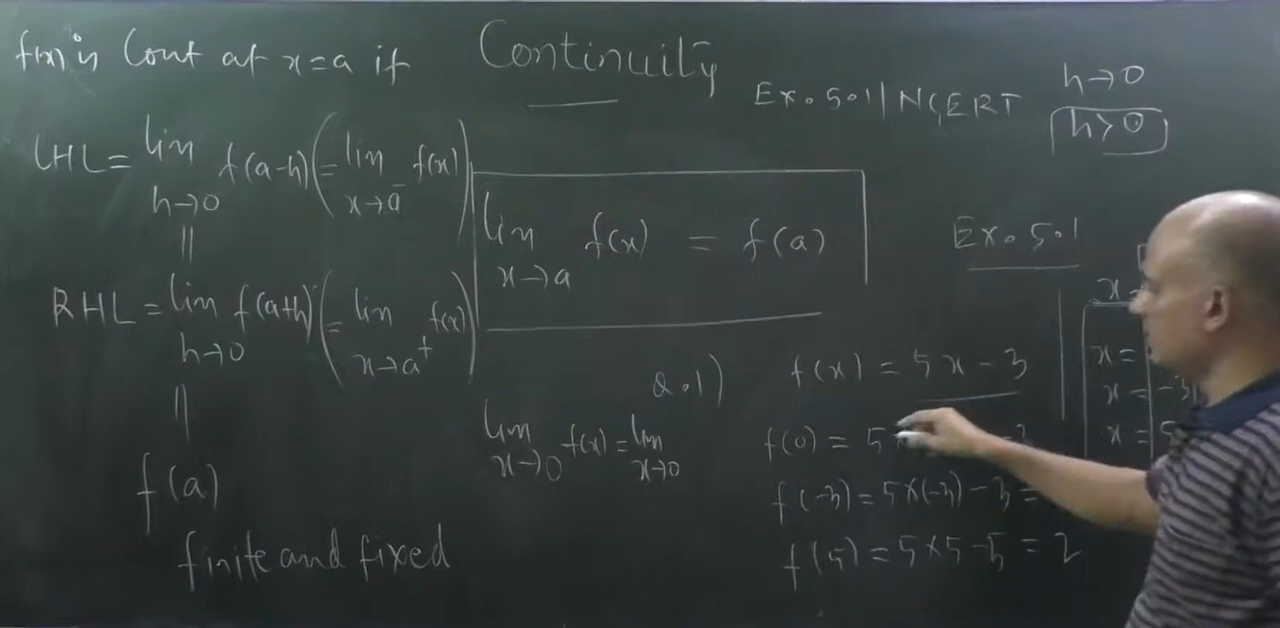 f(x) is Cont at x=a if
Continuity
Ex. 5.1 | NCERT
h→0
h>0
LHL = lim h→0 f(a-h) (= lim x→a⁻ f(x))
||
RHL = lim h→0 f(a+h) (= lim x→a⁺ f(x))
||
f(a)
finite and fixed
lim x→a f(x) = f(a)
Ex. 5.1
Q.1) f(x) = 5x - 3
lim x→0 f(x) = lim x→0
f(0) = 5
f(-3) = 5×(-3) - 3 =
f(5) = 5×5-5 = 2
x
x =
x = -3
x = 5